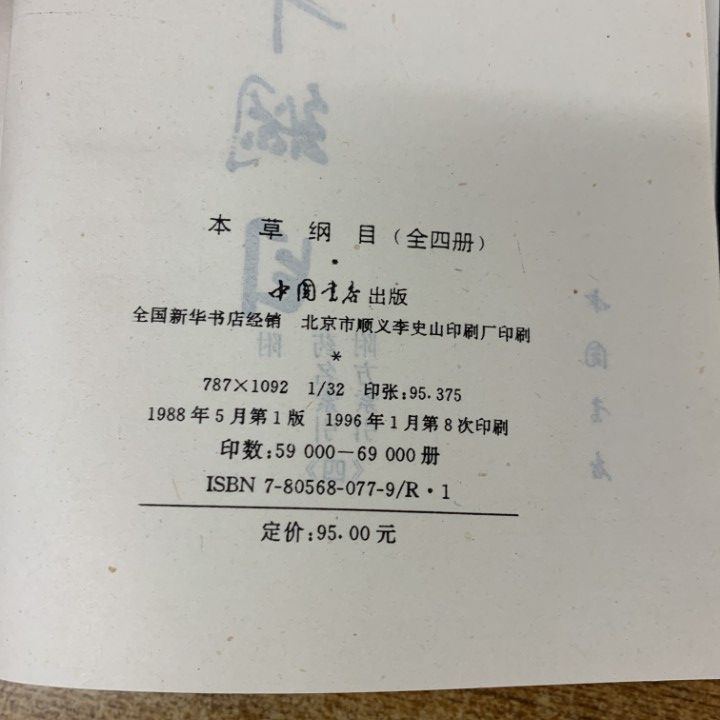 本草纲目（全四册）
中国书店出版
全国新华书店经销 北京市顺义李史山印刷厂印刷
*
787×1092 1/32 印张:95.375
1988年5月第1版 1996年1月第8次印刷
印数:59 000—69 000册
ISBN 7-80568-077-9/R·1
定价:95.00元